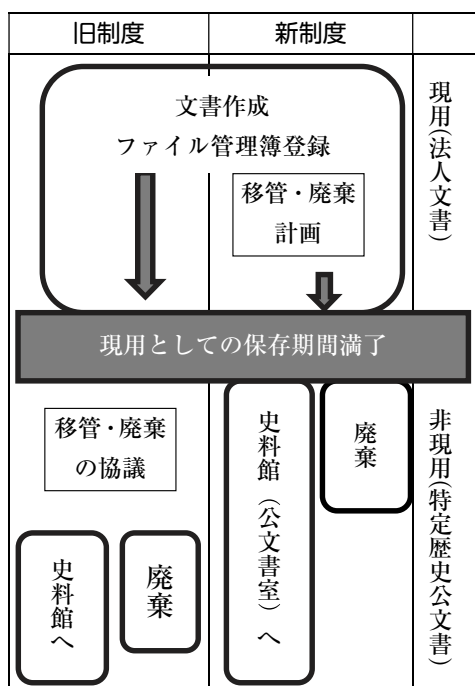 旧制度
新制度
文書作成
ファイル管理簿登録
移管・廃棄
計画
現用(法人文書)
現用としての保存期間満了
移管・廃棄
の協議
史料館へ
廃棄
史料館(公文書室)へ
廃棄
非現用(特定歴史公文書)